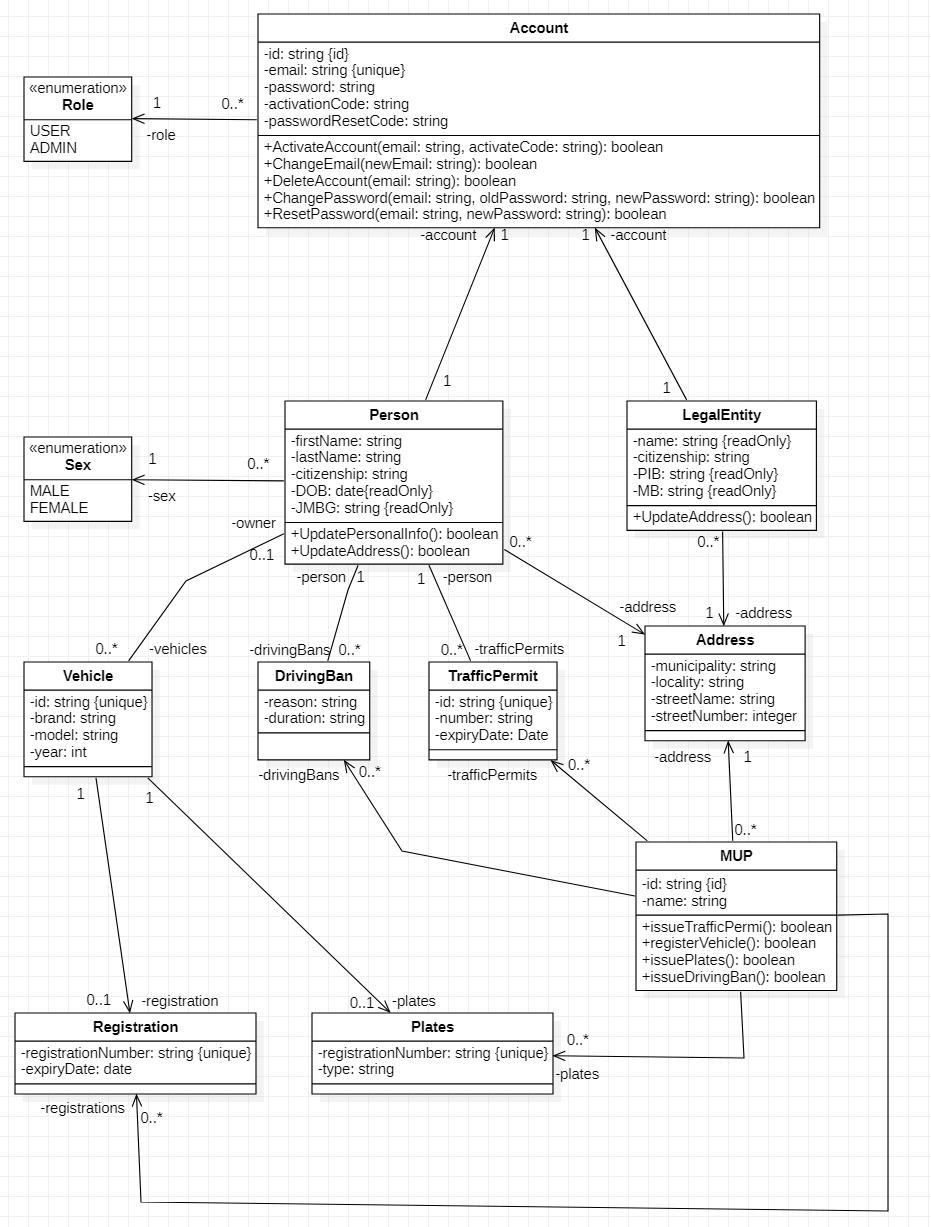 Account
-id: string {id}
-email: string {unique}
-password: string
-activationCode: string
-passwordResetCode: string
+ActivateAccount(email: string, activateCode: string): boolean
+ChangeEmail(newEmail: string): boolean
+DeleteAccount(email: string): boolean
+ChangePassword(email: string, oldPassword: string, newPassword: string): boolean
+ResetPassword(email: string, newPassword: string): boolean
«enumeration»
Role
USER
ADMIN
1
0..*
-role
-account
1
1
-account
1
1
Person
-firstName: string
-lastName: string
-citizenship: string
-DOB: date{readOnly}
-JMBG: string {readOnly}
+UpdatePersonalInfo(): boolean
+UpdateAddress(): boolean
LegalEntity
-name: string {readOnly}
-citizenship: string
-PIB: string {readOnly}
-MB: string {readOnly}
+UpdateAddress(): boolean
«enumeration»
Sex
MALE
FEMALE
1
0..*
-sex
-owner
0..1
0..*
0..*
-person
1
1
-person
-address
1
1
-address
0..*
-vehicles
-drivingBans
0..*
0..*
-trafficPermits
Vehicle
-id: string {unique}
-brand: string
-model: string
-year: int
DrivingBan
-reason: string
-duration: string
TrafficPermit
-id: string {unique}
-number: string
-expiryDate: Date
Address
-municipality: string
-locality: string
-streetName: string
-streetNumber: integer
-address
1
-drivingBans
0..*
-trafficPermits
0..*
1
1
0..*
MUP
-id: string {id}
-name: string
+issueTrafficPermi(): boolean
+registerVehicle(): boolean
+issuePlates(): boolean
+issueDrivingBan(): boolean
0..1
-registration
0..1
-plates
Registration
-registrationNumber: string {unique}
-expiryDate: date
Plates
-registrationNumber: string {unique}
-type: string
0..*
-plates
-registrations
0..*